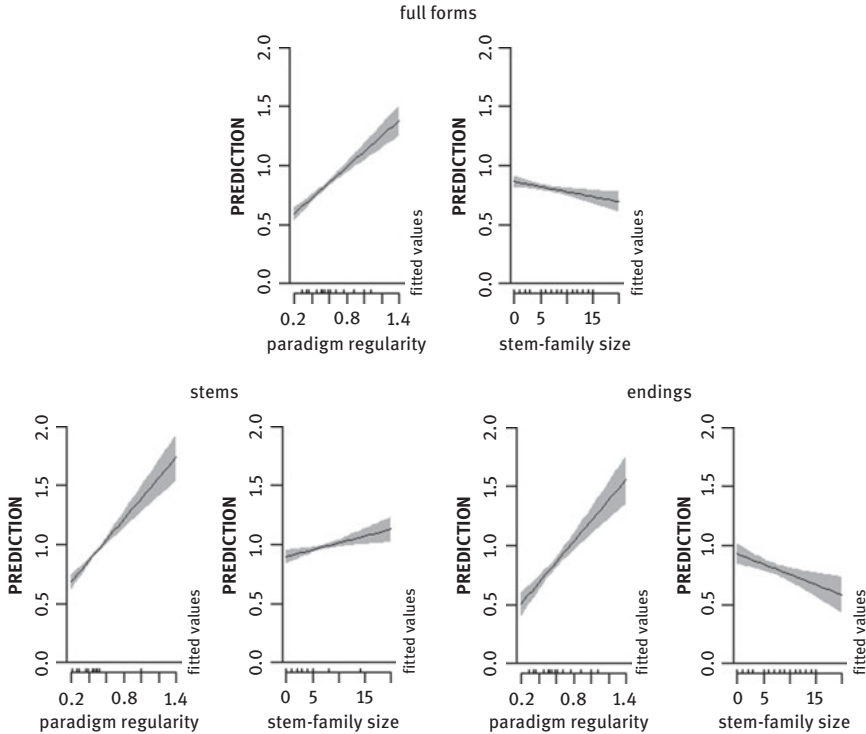 full forms
PREDICTION
0.0 0.5 1.0 1.5 2.0
fitted values
0.2 0.8 1.4
paradigm regularity
PREDICTION
0.0 0.5 1.0 1.5 2.0
fitted values
0 5 15
stem-family size
stems
PREDICTION
0.0 0.5 1.0 1.5 2.0
fitted values
0.2 0.8 1.4
paradigm regularity
PREDICTION
0.0 0.5 1.0 1.5 2.0
fitted values
0 5 15
stem-family size
endings
PREDICTION
0.0 0.5 1.0 1.5 2.0
fitted values
0.2 0.8 1.4
paradigm regularity
PREDICTION
0.0 0.5 1.0 1.5 2.0
fitted values
0 5 15
stem-family size